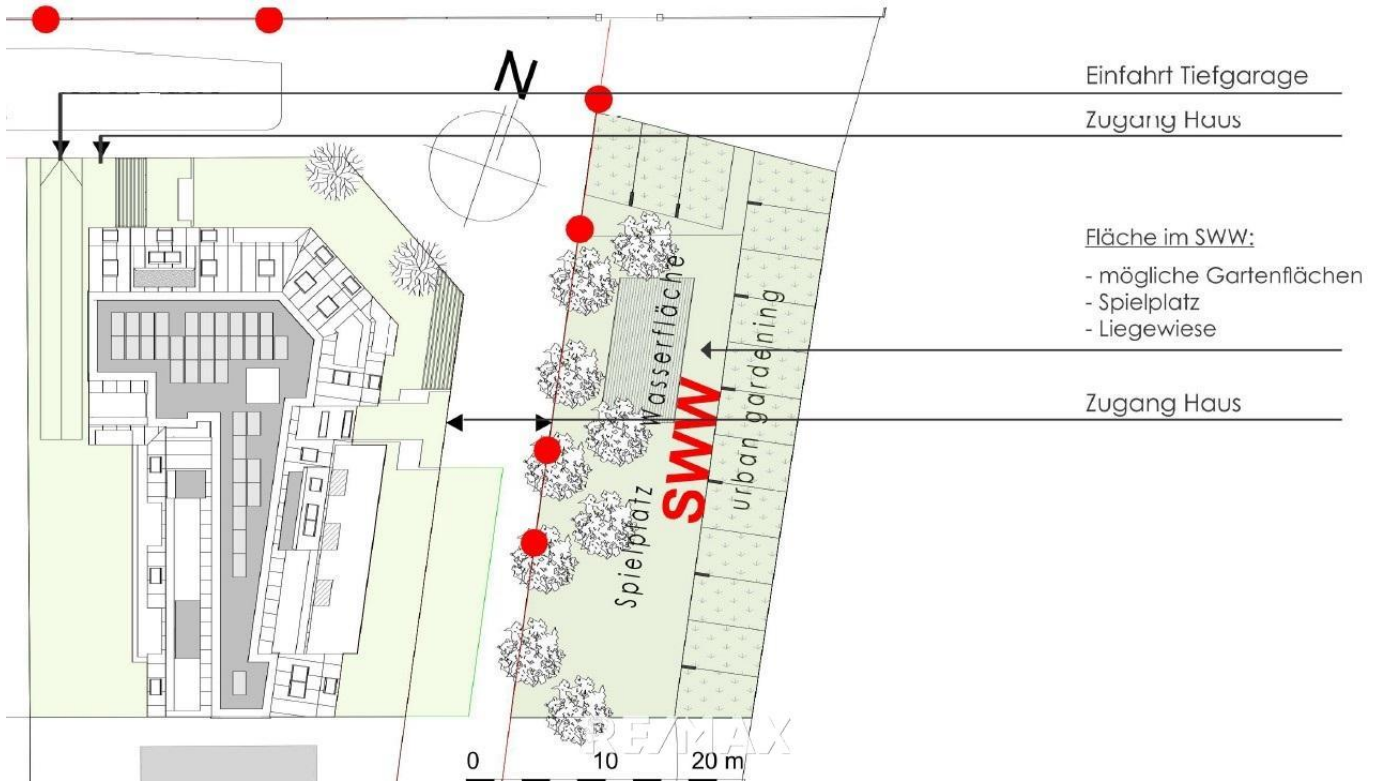 N
Einfahrt Tiefgarage
Zugang Haus
Fläche im SWW:
- mögliche Gartenflächen
- Spielplatz
- Liegewiese
Zugang Haus
Wasserfläche
Spielplatz
SWW
urban gardening
RE/MAX
0 10 20 m